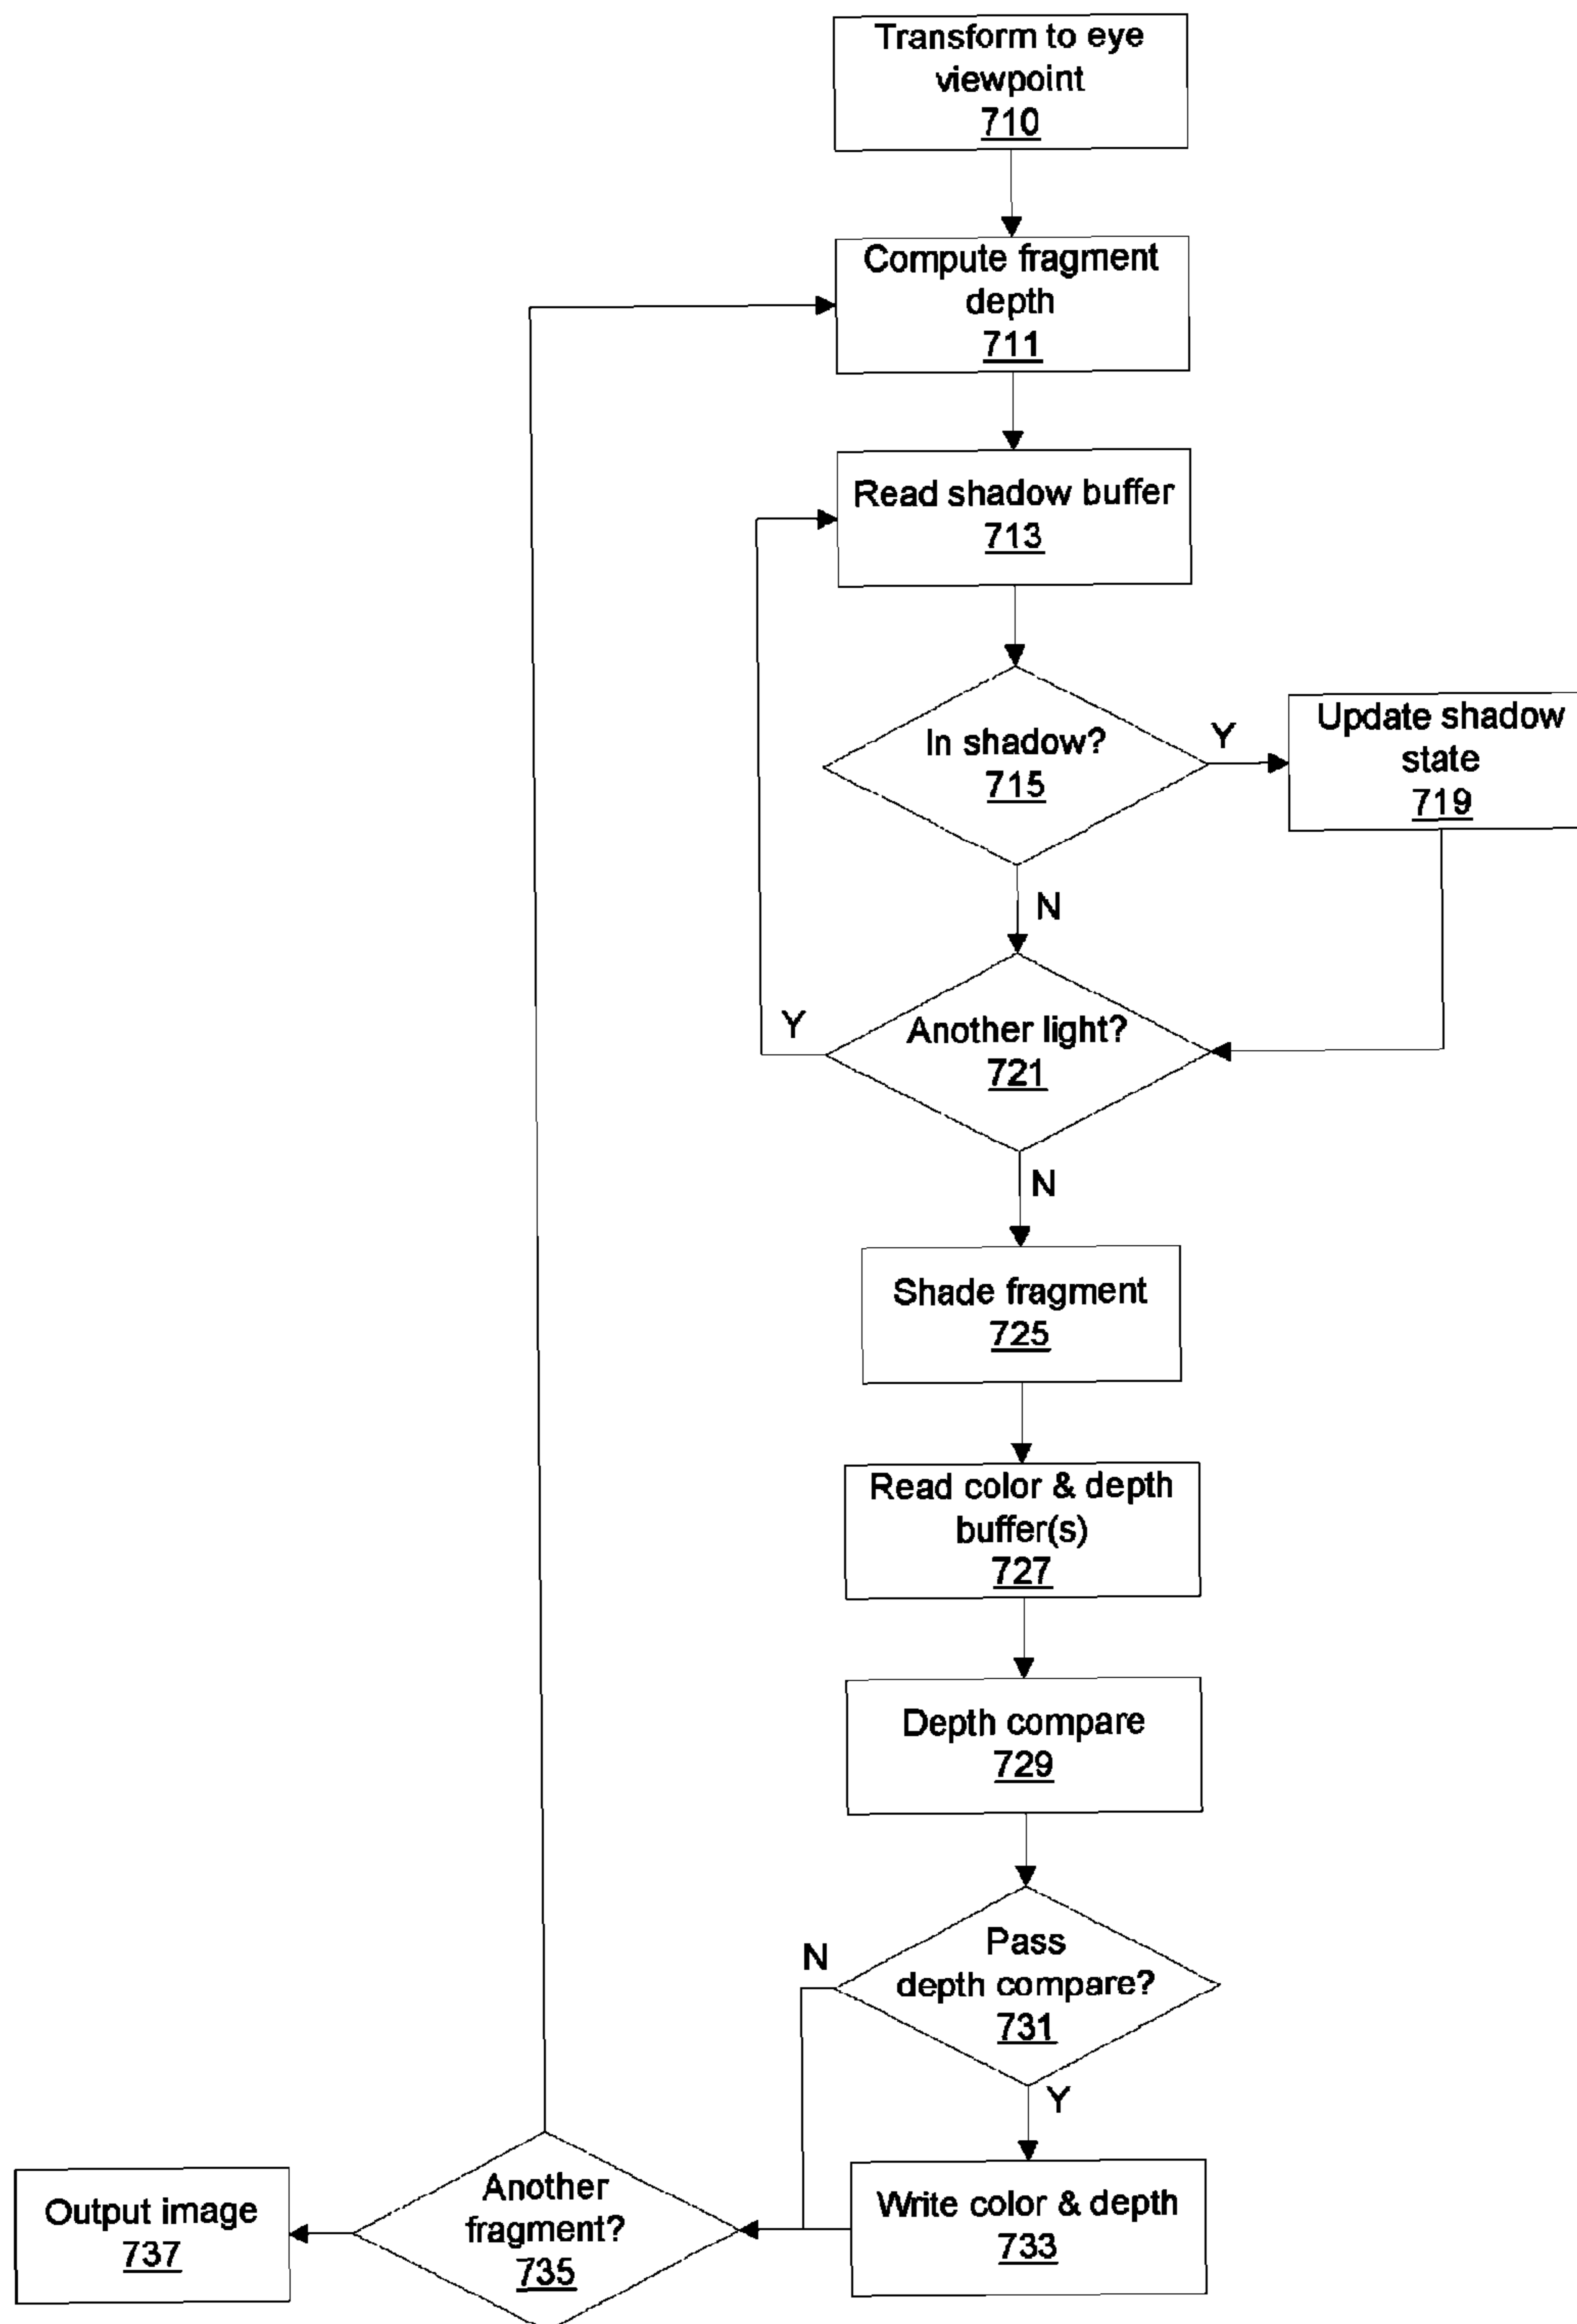 Transform to eye
viewpoint
710
Compute fragment
depth
711
Read shadow buffer
713
In shadow?
715
Y
Update shadow
state
719
N
Another light?
721
Y
N
Shade fragment
725
Read color & depth
buffer(s)
727
Depth compare
729
Pass
depth compare?
731
N
Y
Write color & depth
733
Another
fragment?
735
Output image
737